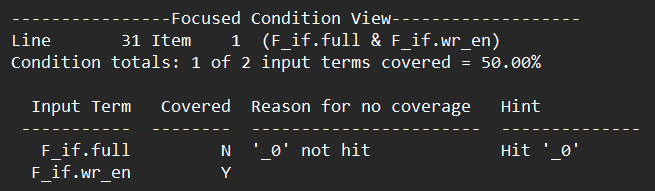 ----------------Focused Condition View-------------------
Line       31 Item    1  (F_if.full & F_if.wr_en)
Condition totals: 1 of 2 input terms covered = 50.00%

  Input Term   Covered  Reason for no coverage   Hint
 -----------  --------  -----------------------  --------------
   F_if.full         N  '_0' not hit             Hit '_0'
  F_if.wr_en         Y